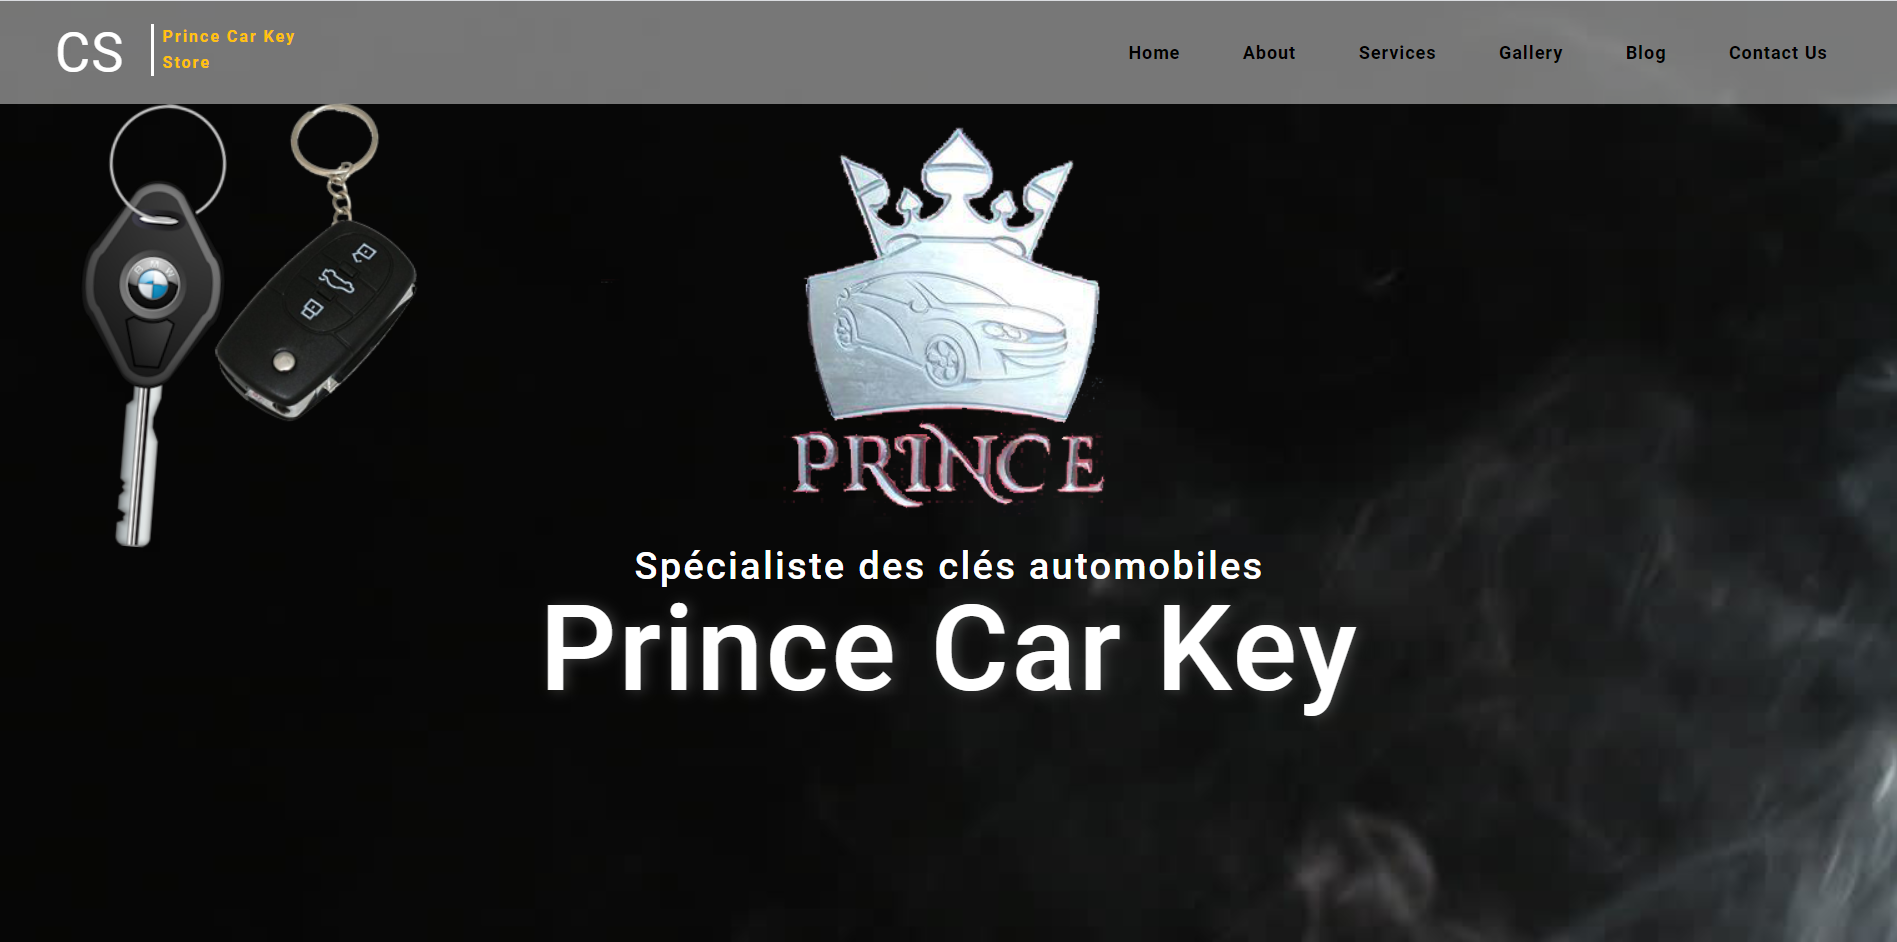 CS
Prince Car Key
Store
Home
About
Services
Gallery
Blog
Contact Us
BMW
PRINCE
Spécialiste des clés automobiles
Prince Car Key